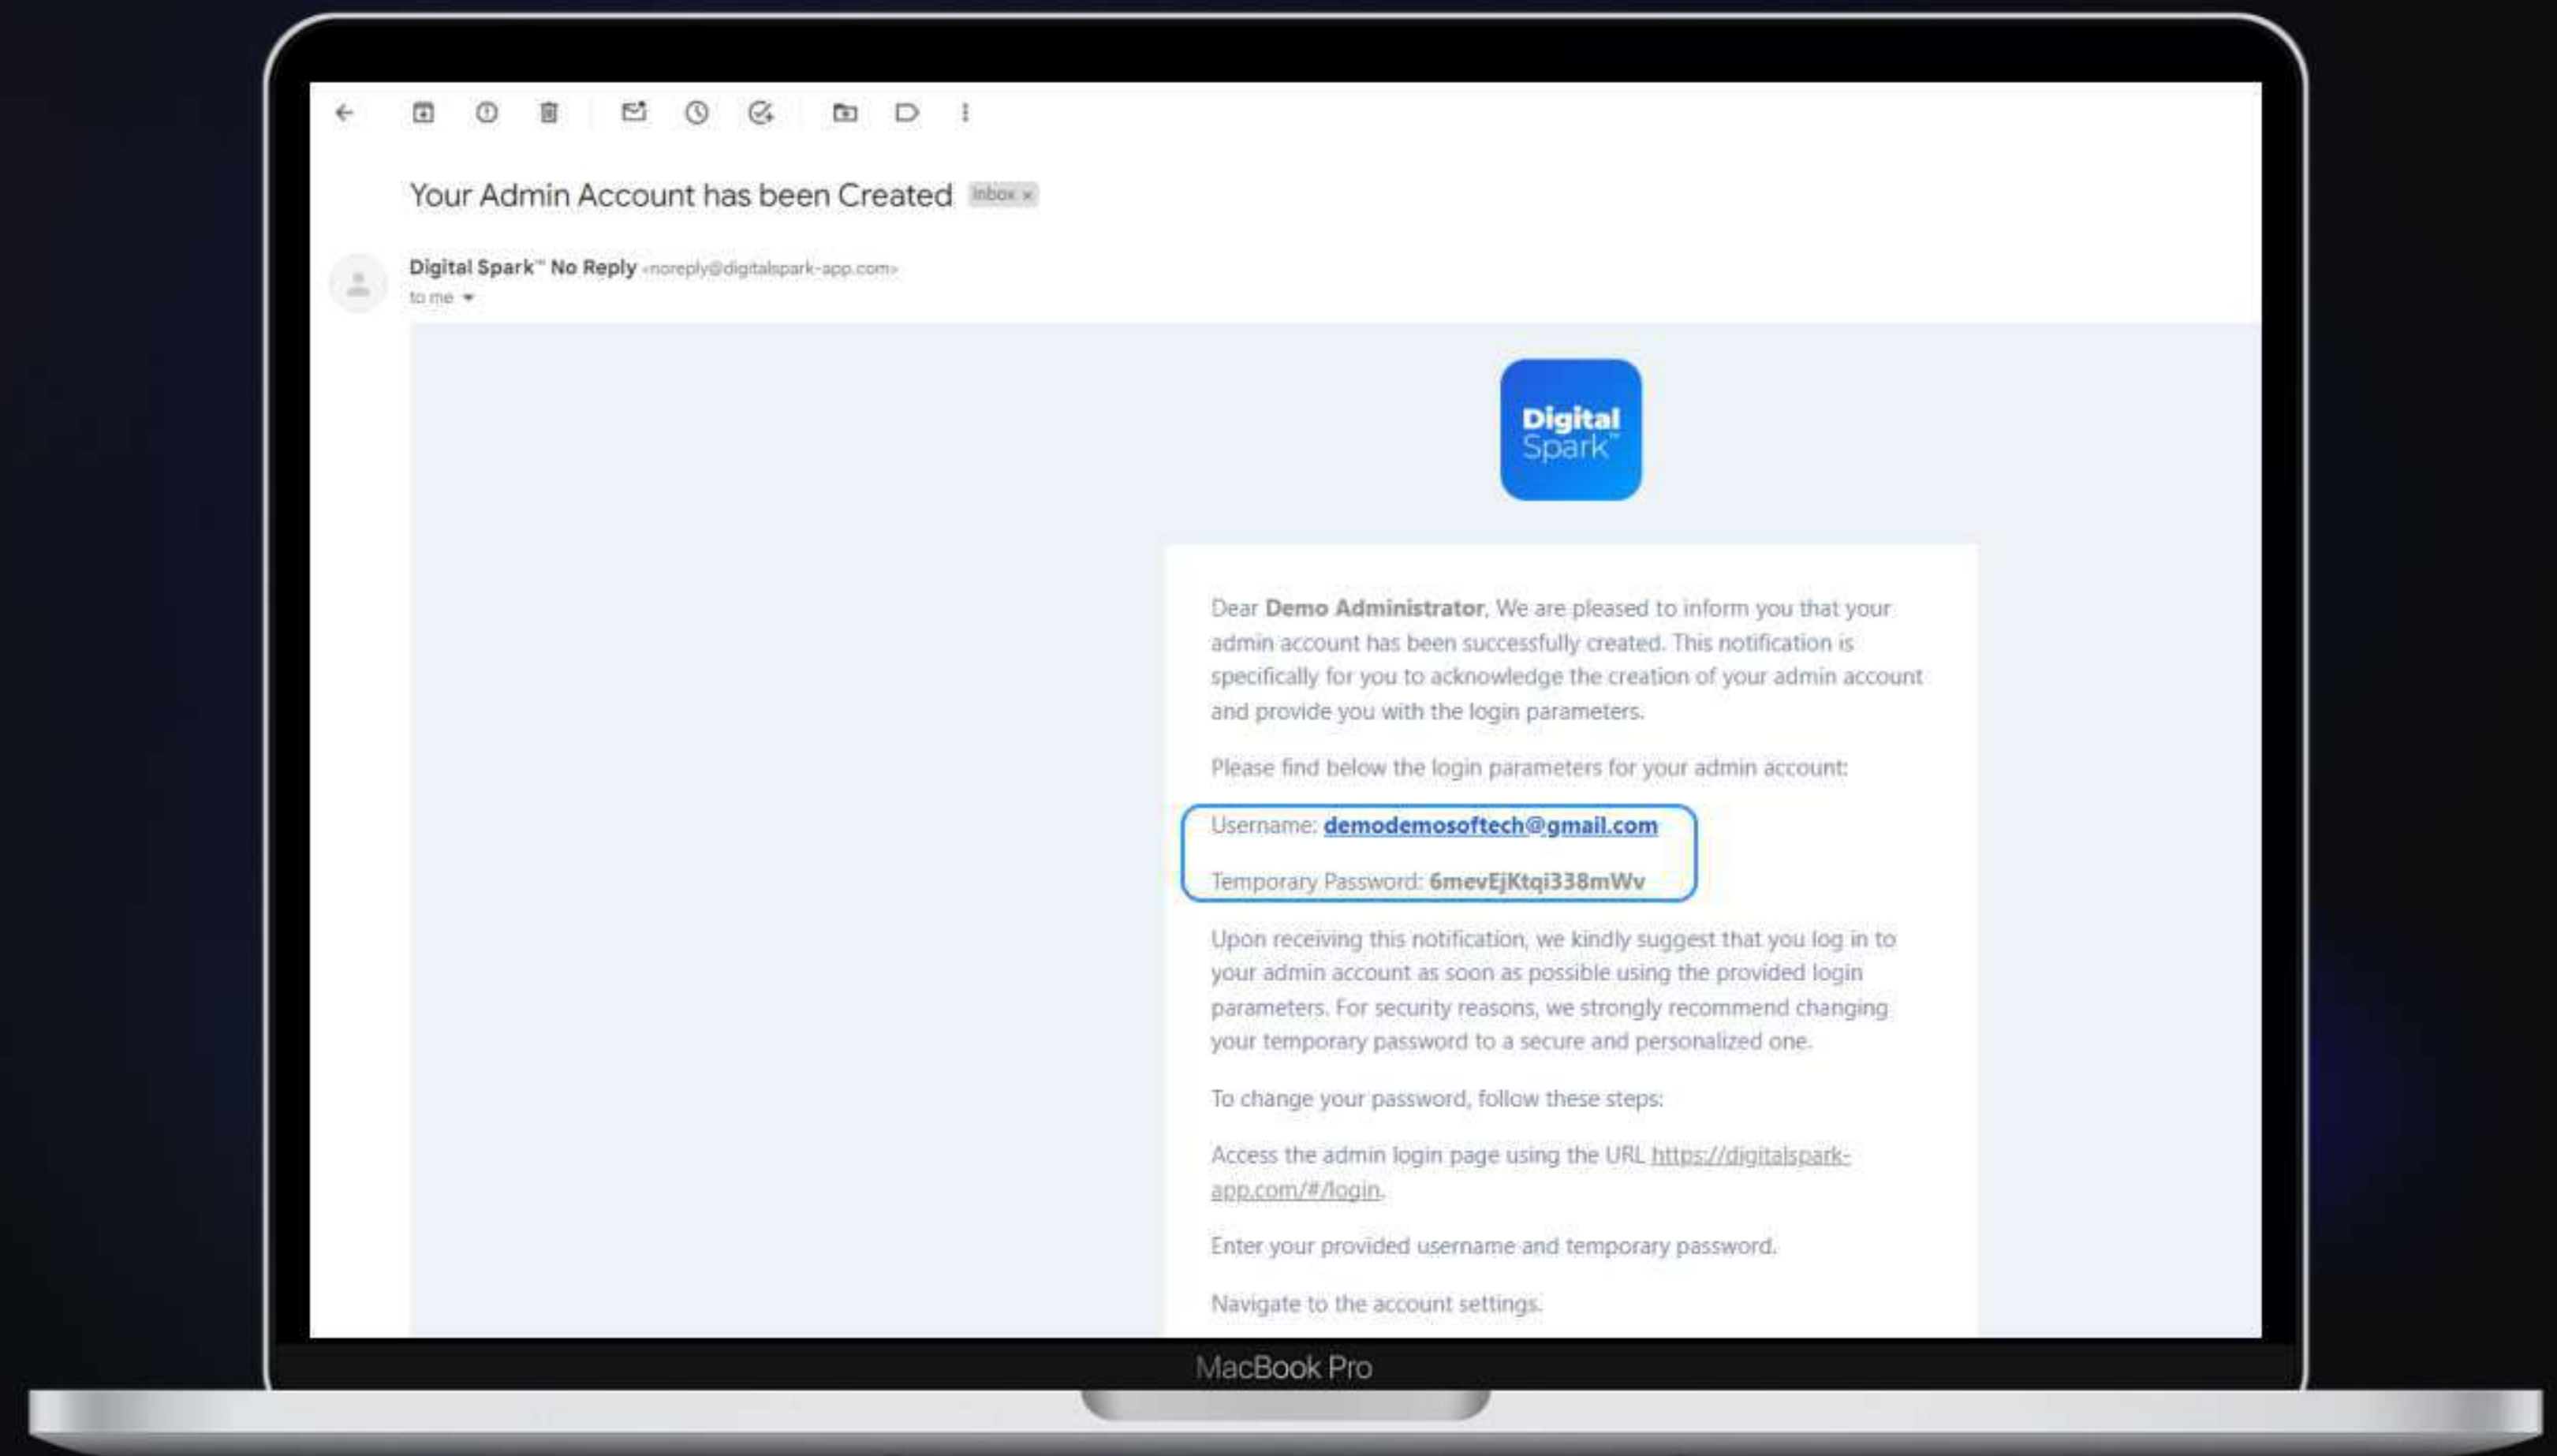 Your Admin Account has been Created Inbox ×
Digital Spark™ No Reply <noreply@digitalspark-app.com>
to me
Digital
Spark™
Dear Demo Administrator, We are pleased to inform you that your
admin account has been successfully created. This notification is
specifically for you to acknowledge the creation of your admin account
and provide you with the login parameters.
Please find below the login parameters for your admin account:
Username: demodemosoftech@gmail.com
Temporary Password: 6mevEjKtqi338mWv
Upon receiving this notification, we kindly suggest that you log in to
your admin account as soon as possible using the provided login
parameters. For security reasons, we strongly recommend changing
your temporary password to a secure and personalized one.
To change your password, follow these steps:
Access the admin login page using the URL https://digitalspark-
app.com/#/login.
Enter your provided username and temporary password.
Navigate to the account settings.
MacBook Pro